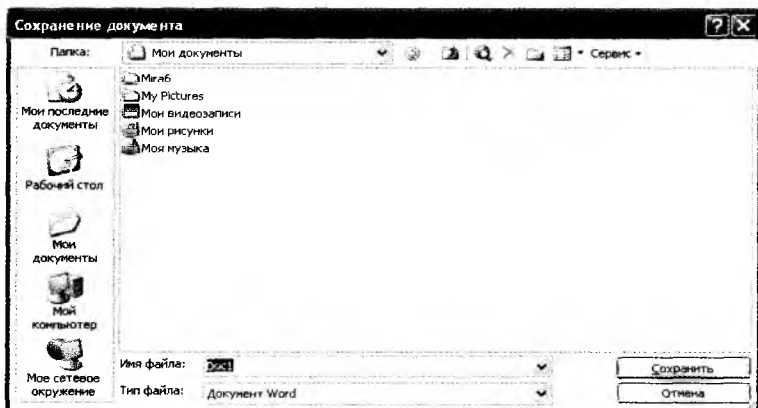 Сохранение документа
Папка:
Мои документы
Сервис
Мои последние
документы
Рабочий стол
Мои
документы
Мой
компьютер
Мое сетевое
окружение
Mira6
My Pictures
Мои видеозаписи
Мои рисунки
Моя музыка
Имя файла:
Doc1
Сохранить
Тип файла:
Документ Word
Отмена